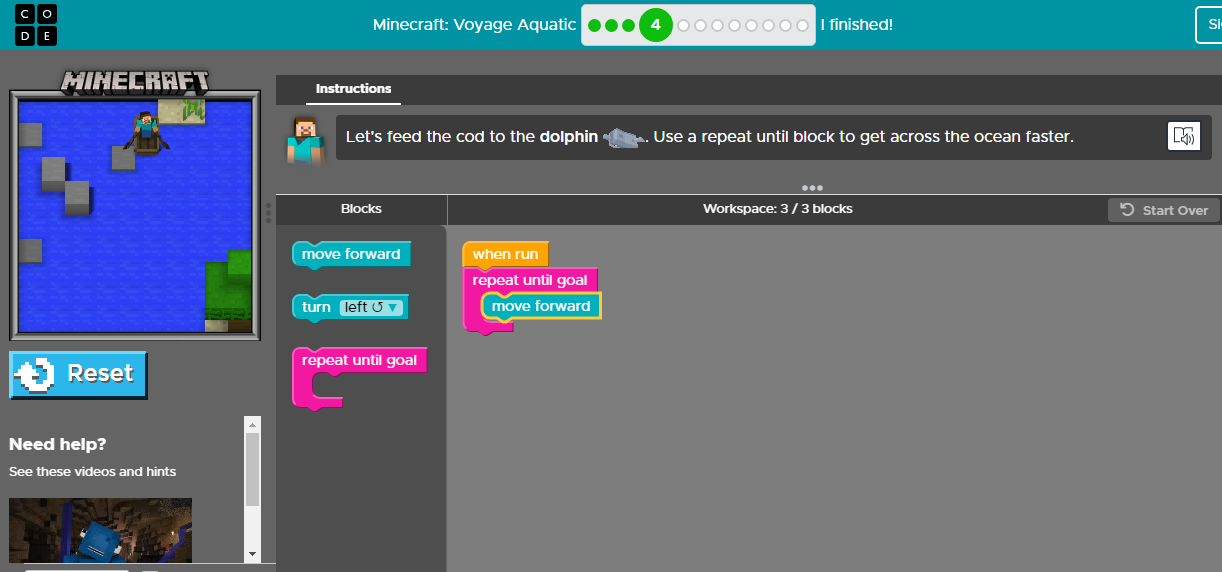 C O
D E
Minecraft: Voyage Aquatic 4 I finished!
Si
MINECRAFT
Instructions
Let's feed the cod to the dolphin . Use a repeat until block to get across the ocean faster.
Blocks
Workspace: 3 / 3 blocks
Start Over
move forward
turn left
repeat until goal
when run
repeat until goal
move forward
Reset
Need help?
See these videos and hints